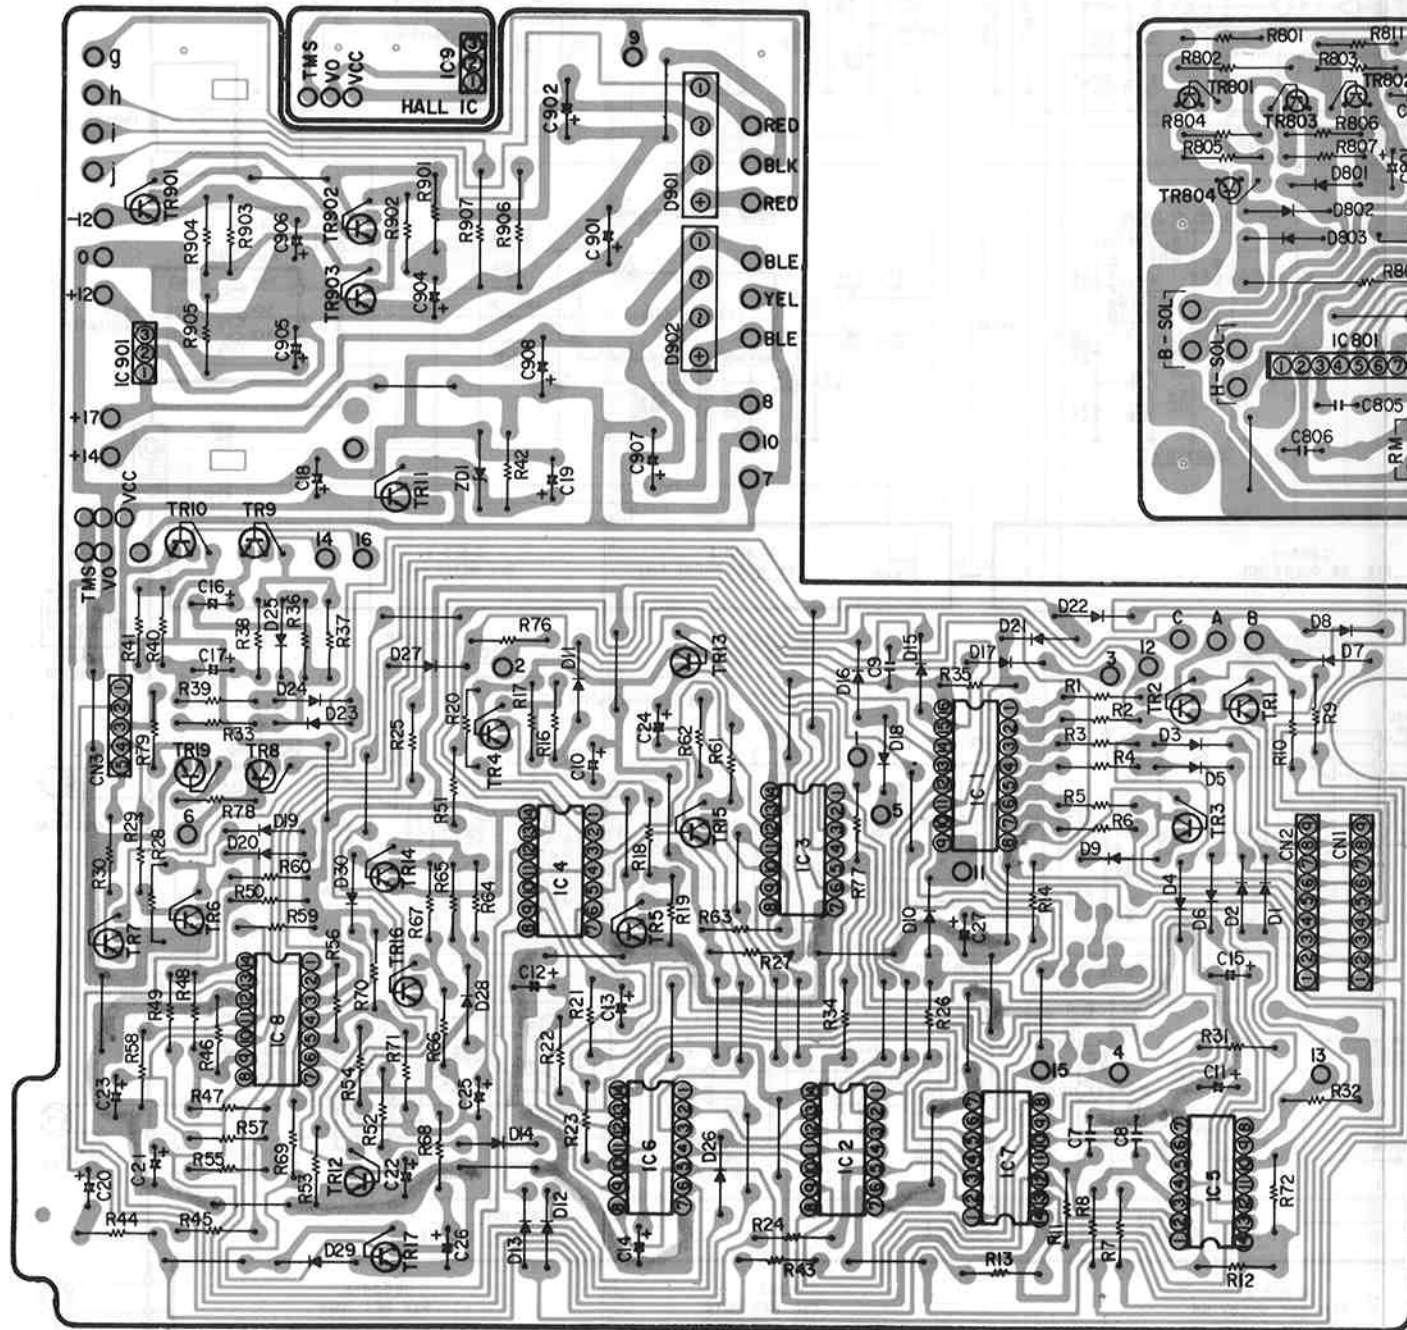 g
h
i
j
-12
0
+12
+17
+14
TMS
VO
VCC
IC9
HALL IC
9
C902
RED
BLK
RED
D901
BLE
YEL
BLE
D902
8
10
7
TR901
R904
R903
C906
TR902
R902
R901
R907
R906
C901
TR903
C904
R905
C905
IC901
3
2
1
C908
C907
C18
TR11
ZD1
R42
C19
R801
R811
R802
R803
TR801
TR802
R804
TR803
R806
R805
R807
D801
TR804
D802
D803
B-SOL
H-SOL
IC801
1 2 3 4 5 6 7
C805
C806
RM
VCC
TR10
TR9
14
16
TMS
VO
C16
R41
R40
R38
D25
R36
R37
C17
R39
D24
R33
D23
R79
CN3
TR19
TR8
R78
6
D27
R76
2
D11
TR13
R20
R17
R16
C10
C24
R62
R61
R25
TR4
R51
D16
C9
D15
D17
D21
D22
R35
C
A
B
D8
D7
3
12
R1
R2
R3
R4
R5
R6
TR2
TR1
D3
D5
R10
R9
1
D18
5
IC1
TR3
D9
11
R30
R29
R28
D19
D20
R60
R50
R59
D30
TR14
R67
R65
R64
IC4
R18
TR15
IC3
R77
TR7
TR6
R56
TR16
TR5
R19
R63
R27
D10
C27
R14
D4
D6
D2
D1
CN2
CN1
C15
R49
R48
R46
IC8
R70
D28
C12
R21
C13
R34
R26
R58
R54
R71
R66
R22
R31
C23
R47
R57
R55
R69
R53
R52
R68
C25
D14
R23
IC6
D26
IC2
IC7
15
4
C11
13
R32
C7
C8
IC5
C21
C20
TR12
C22
R44
R45
D29
TR17
C26
D13
D12
C14
R24
R43
R13
R11
R8
R7
R72
R12